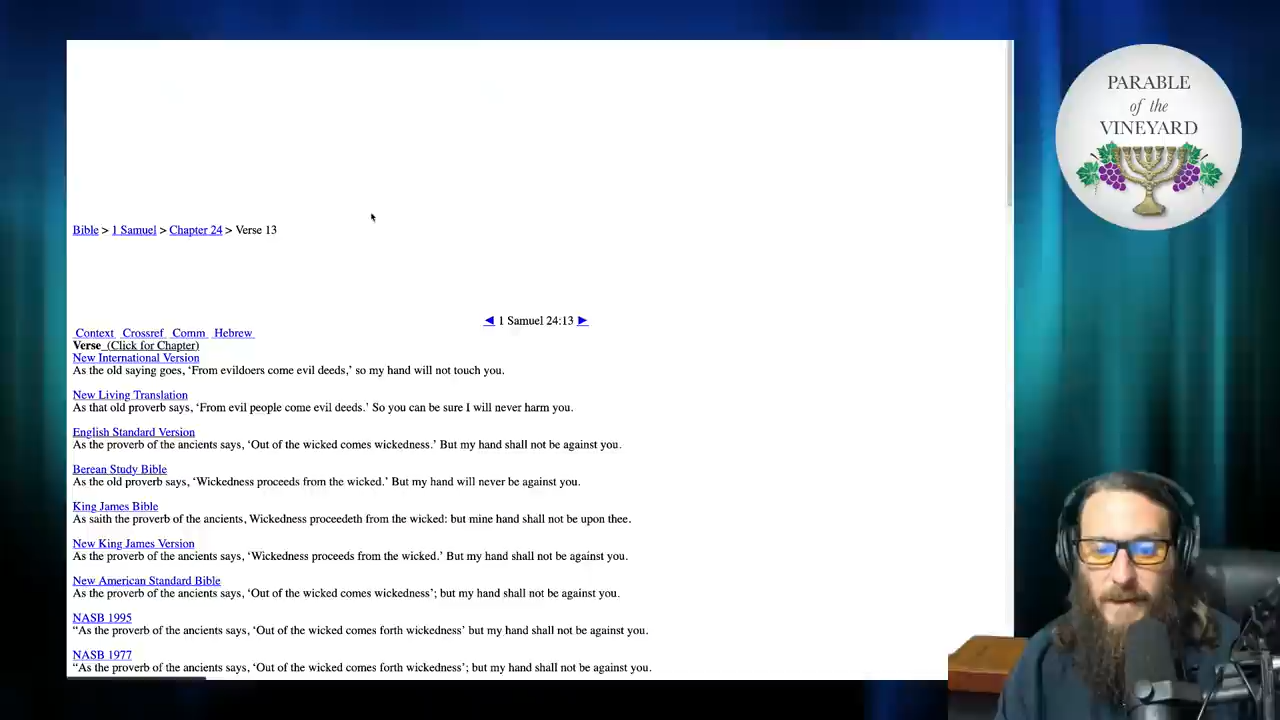 PARABLE
of the
VINEYARD
Bible > 1 Samuel > Chapter 24 > Verse 13
◄ 1 Samuel 24:13 ►
Context Crossref Comm Hebrew
Verse (Click for Chapter)
New International Version
As the old saying goes, ‘From evildoers come evil deeds,’ so my hand will not touch you.
New Living Translation
As that old proverb says, ‘From evil people come evil deeds.’ So you can be sure I will never harm you.
English Standard Version
As the proverb of the ancients says, ‘Out of the wicked comes wickedness.’ But my hand shall not be against you.
Berean Study Bible
As the old proverb says, ‘Wickedness proceeds from the wicked.’ But my hand will never be against you.
King James Bible
As saith the proverb of the ancients, Wickedness proceedeth from the wicked: but mine hand shall not be upon thee.
New King James Version
As the proverb of the ancients says, ‘Wickedness proceeds from the wicked.’ But my hand shall not be against you.
New American Standard Bible
As the proverb of the ancients says, ‘Out of the wicked comes wickedness’; but my hand shall not be against you.
NASB 1995
“As the proverb of the ancients says, ‘Out of the wicked comes forth wickedness’ but my hand shall not be against you.
NASB 1977
“As the proverb of the ancients says, ‘Out of the wicked comes forth wickedness’; but my hand shall not be against you.